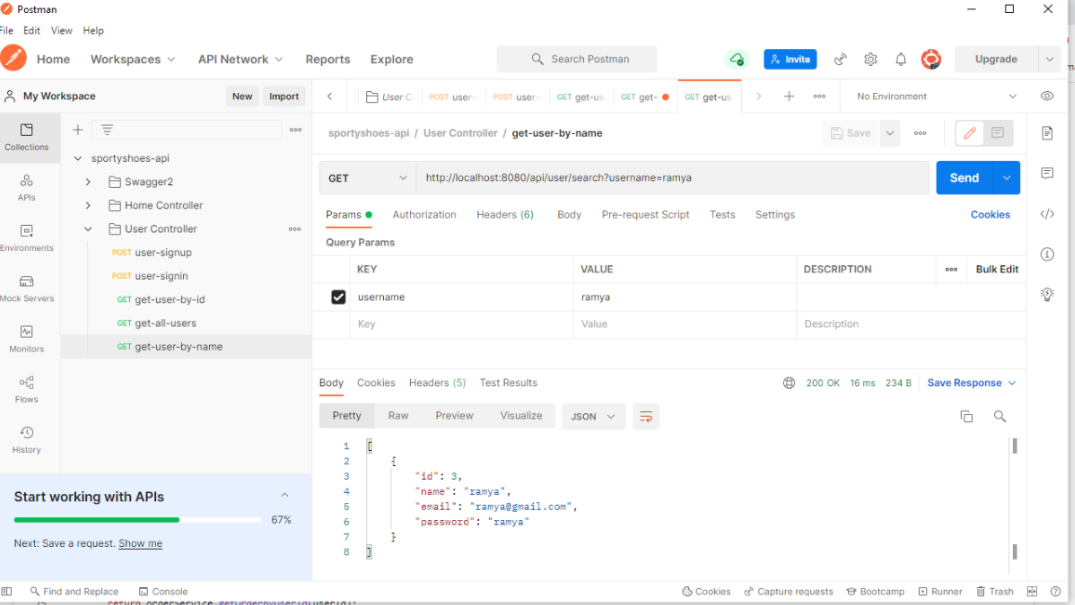 Postman
File Edit View Help
Home Workspaces API Network Reports Explore Search Postman Invite Upgrade
My Workspace New Import User C POST user- POST user- GET get-us GET get- GET get-us No Environment
Collections
sportyshoes-api / User Controller / get-user-by-name Save
sportyshoes-api
Swagger2
Home Controller
User Controller
POST user-signup
POST user-signin
GET get-user-by-id
GET get-all-users
GET get-user-by-name
APIs
Environments
Mock Servers
Monitors
Flows
History
GET http://localhost:8080/api/user/search?username=ramya Send
Params Authorization Headers (6) Body Pre-request Script Tests Settings Cookies
Query Params
KEY VALUE DESCRIPTION Bulk Edit
username ramya
Key Value Description
Body Cookies Headers (5) Test Results 200 OK 16 ms 234 B Save Response
Pretty Raw Preview Visualize JSON
1 [
2 {
3 "id": 3,
4 "name": "ramya",
5 "email": "ramya@gmail.com",
6 "password": "ramya"
7 }
8 ]
Start working with APIs
67%
Next: Save a request. Show me
Find and Replace Console Cookies Capture requests Bootcamp Runner Trash